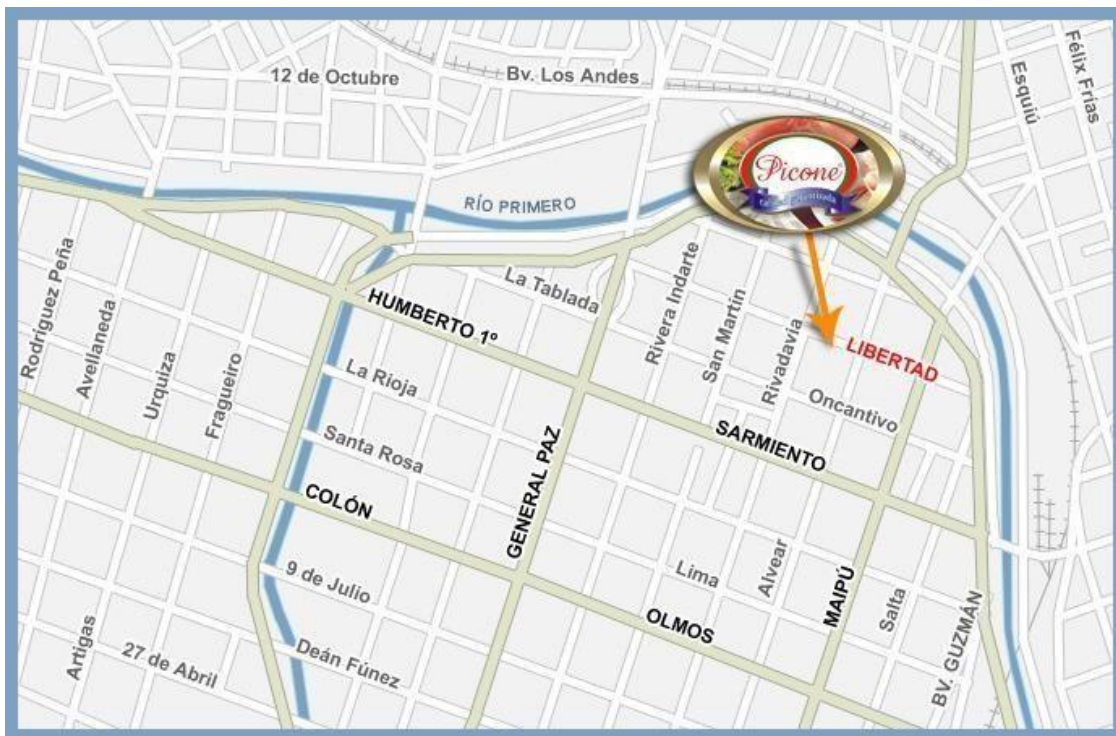 12 de Octubre
Bv. Los Andes
Esquiú
Félix Frías
Picone
RÍO PRIMERO
Rodríguez Peña
Avellaneda
Urquiza
Fragueiro
La Tablada
HUMBERTO 1º
Rivera Indarte
San Martín
Rivadavia
LIBERTAD
Oncantivo
La Rioja
Santa Rosa
SARMIENTO
COLÓN
GENERAL PAZ
9 de Julio
Lima
Alvear
MAIPÚ
Salta
BV. GUZMÁN
OLMOS
Artigas
27 de Abril
Deán Fúnez